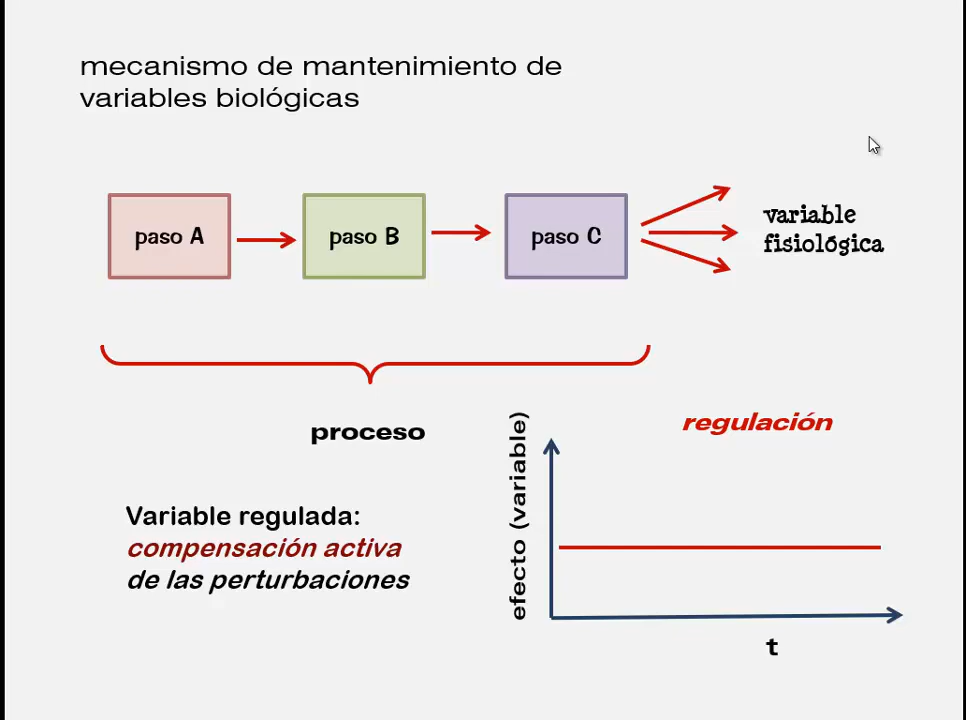 mecanismo de mantenimiento de
variables biológicas
paso A
paso B
paso C
variable
fisiológica
proceso
regulación
efecto (variable)
Variable regulada:
compensación activa
de las perturbaciones
t